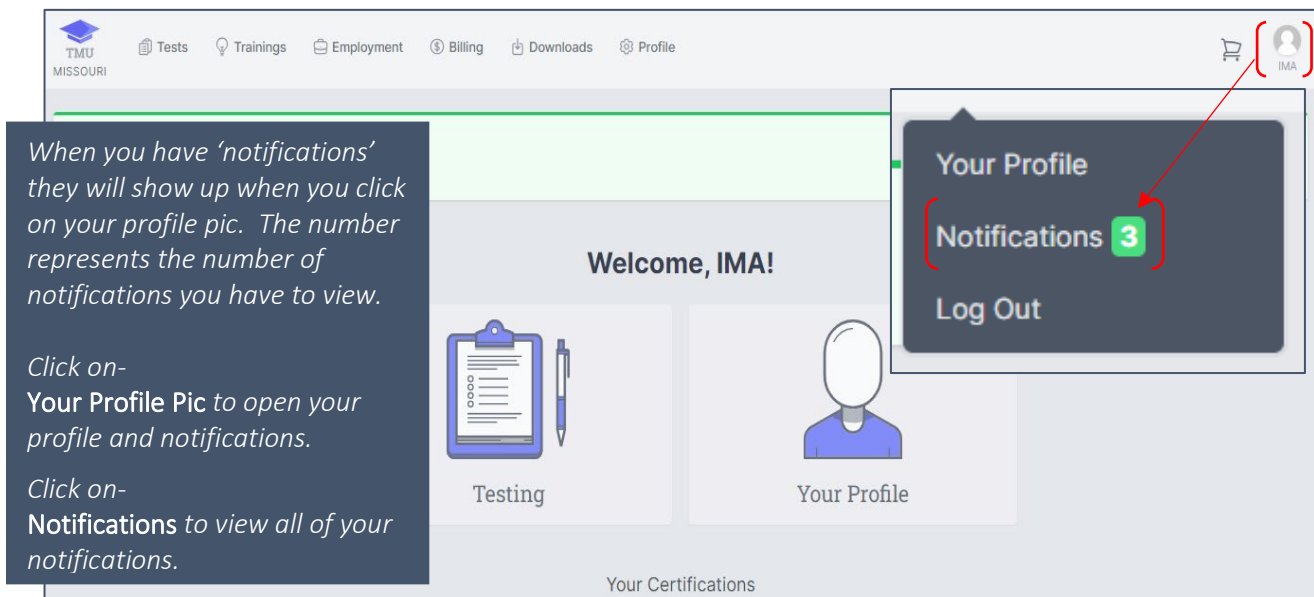 TMU
MISSOURI
Tests
Trainings
Employment
Billing
Downloads
Profile
IMA
When you have ‘notifications’
they will show up when you click
on your profile pic.  The number
represents the number of
notifications you have to view.
Click on-
Your Profile Pic to open your
profile and notifications.
Click on-
Notifications to view all of your
notifications.
Your Profile
Notifications 3
Log Out
Welcome, IMA!
Testing
Your Profile
Your Certifications